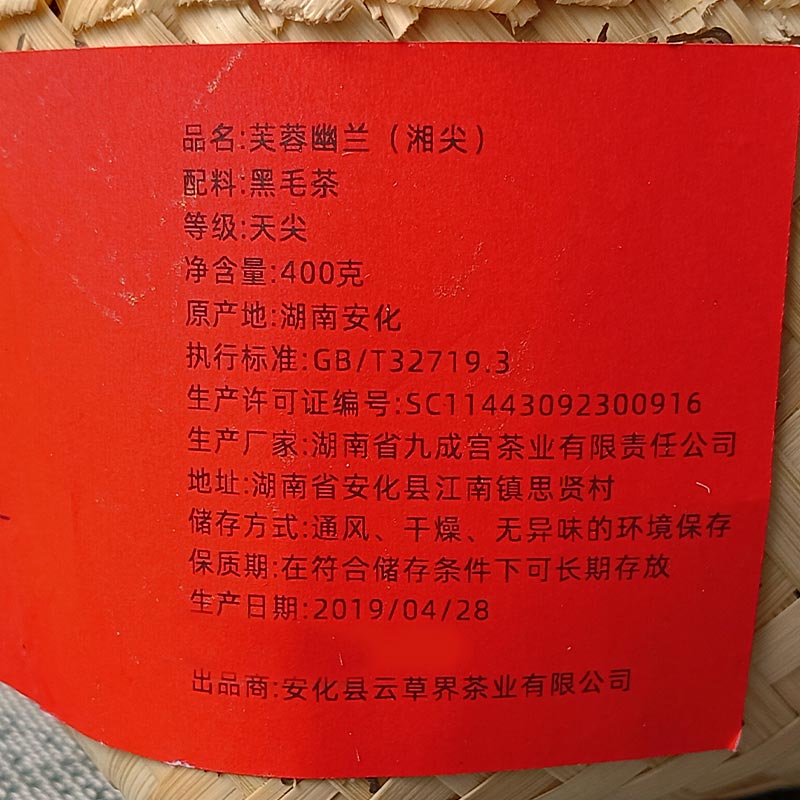 品名:芙蓉幽兰（湘尖）
配料:黑毛茶
等级:天尖
净含量:400克
原产地:湖南安化
执行标准:GB/T32719.3
生产许可证编号:SC11443092300916
生产厂家:湖南省九成宫茶业有限责任公司
地址:湖南省安化县江南镇思贤村
储存方式:通风、干燥、无异味的环境保存
保质期:在符合储存条件下可长期存放
生产日期:2019/04/28
出品商:安化县云草界茶业有限公司